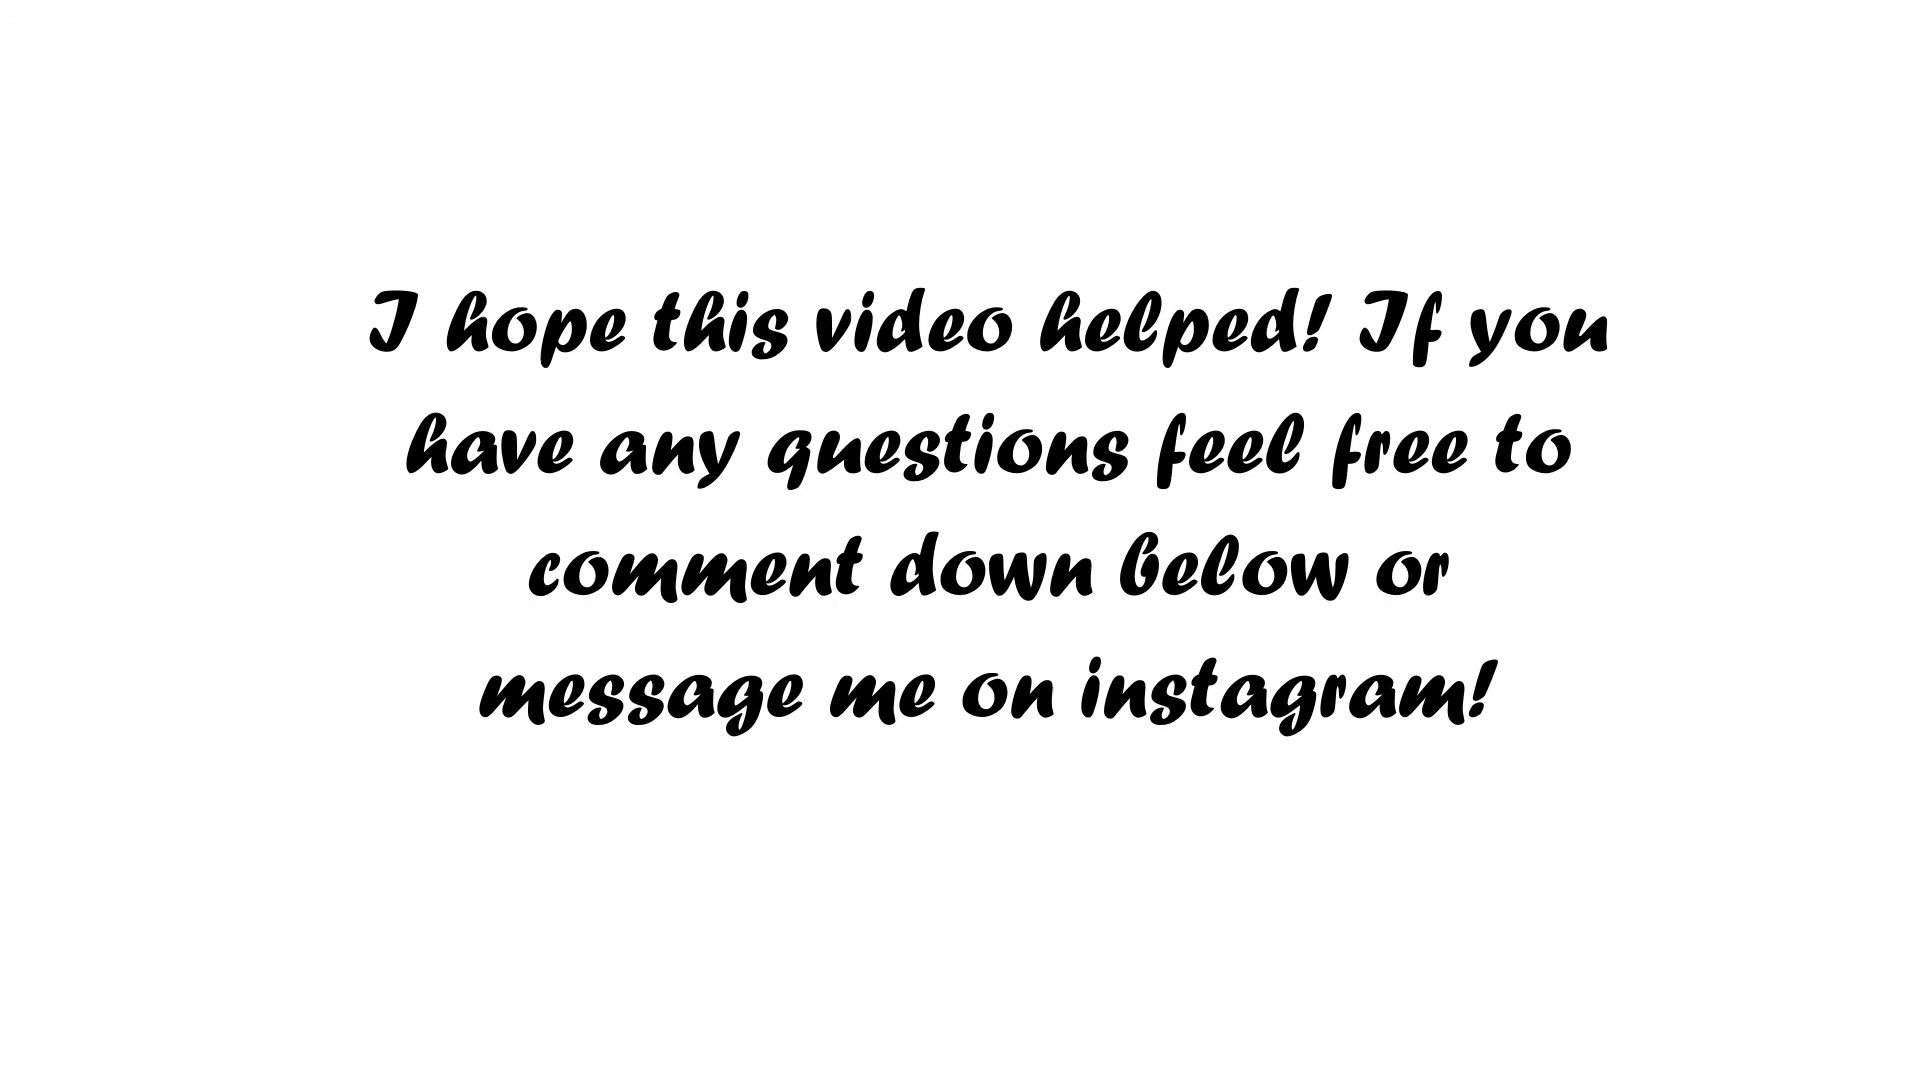 I hope this video helped! If you
have any questions feel free to
comment down below or
message me on instagram!